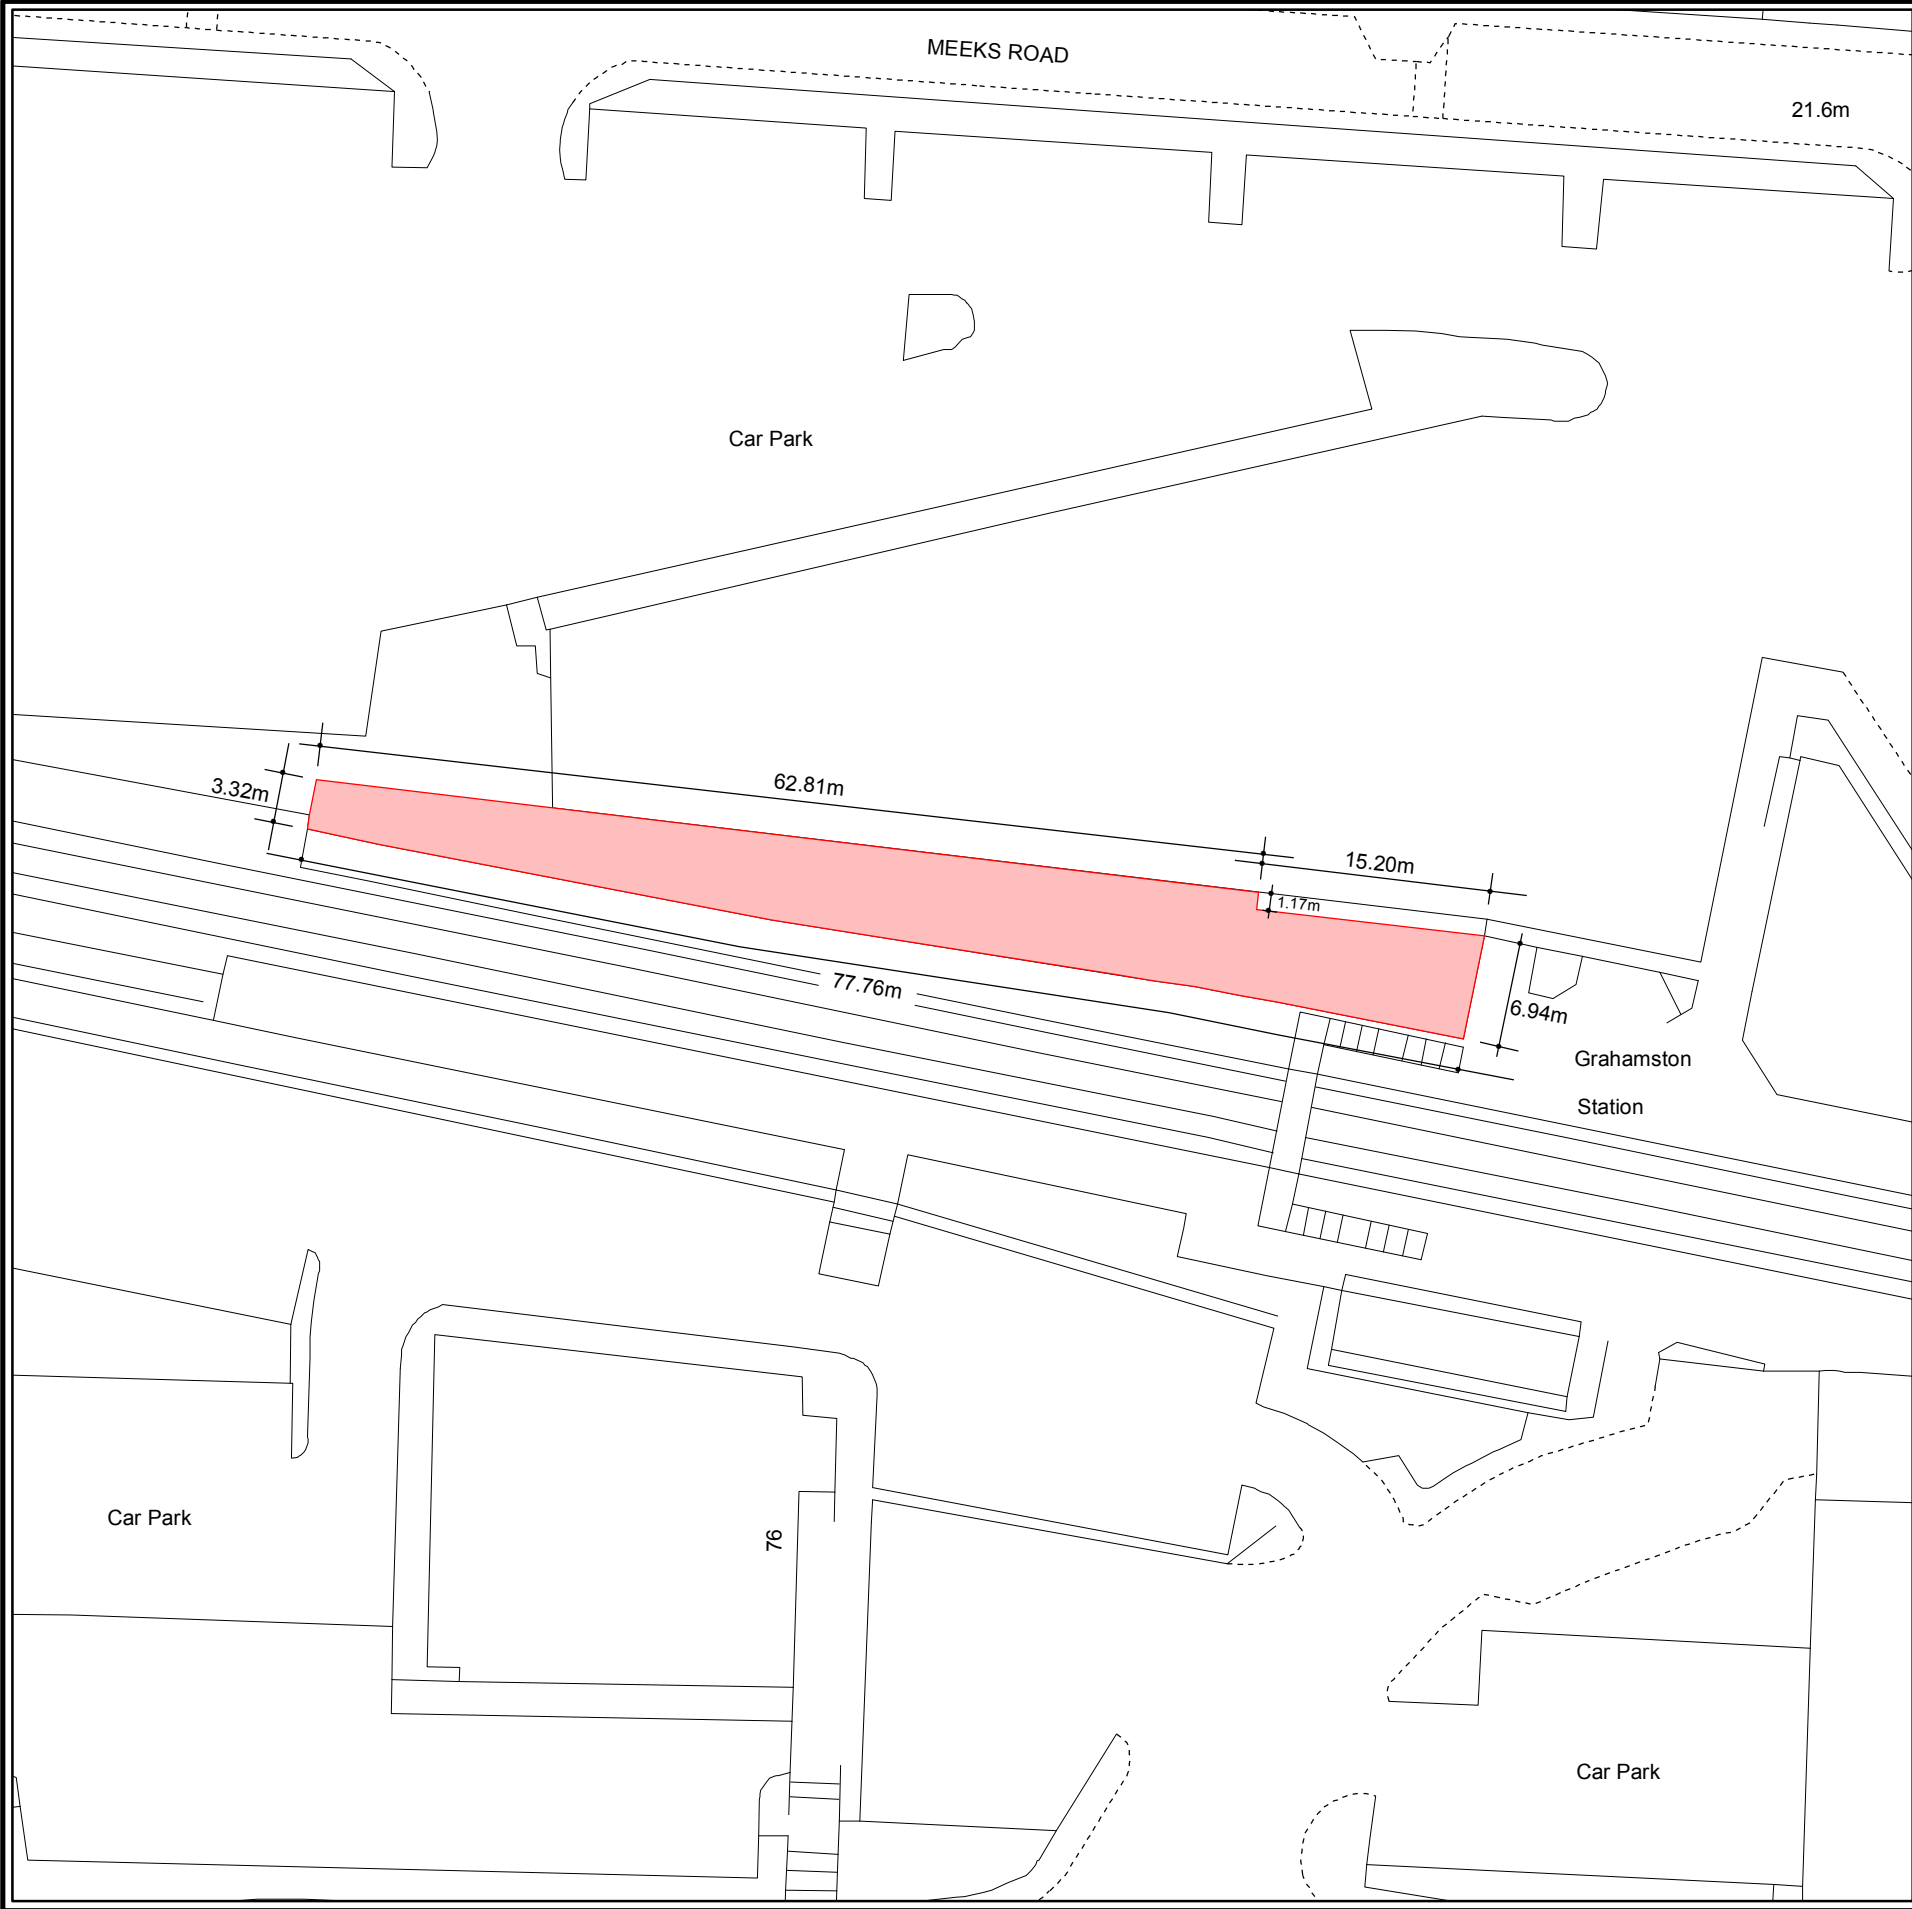 MEEKS ROAD
21.6m
Car Park
3.32m
62.81m
15.20m
1.17m
77.76m
6.94m
Grahamston
Station
Car Park
76
Car Park